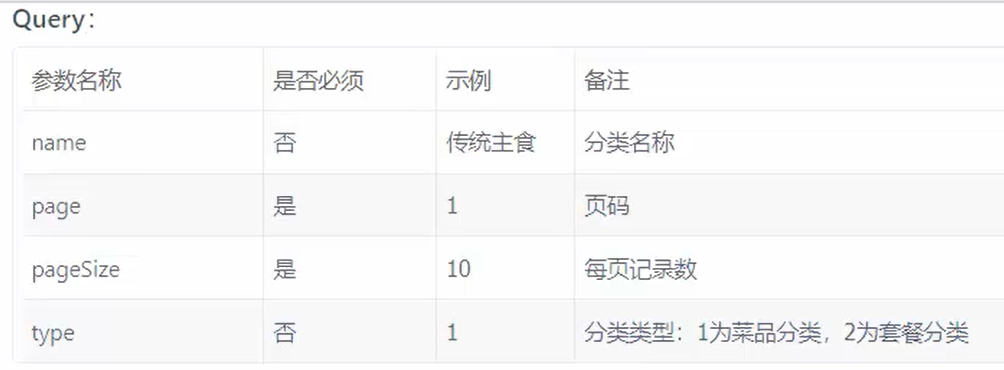 Query：
参数名称 是否必须 示例 备注
name 否 传统主食 分类名称
page 是 1 页码
pageSize 是 10 每页记录数
type 否 1 分类类型：1为菜品分类，2为套餐分类